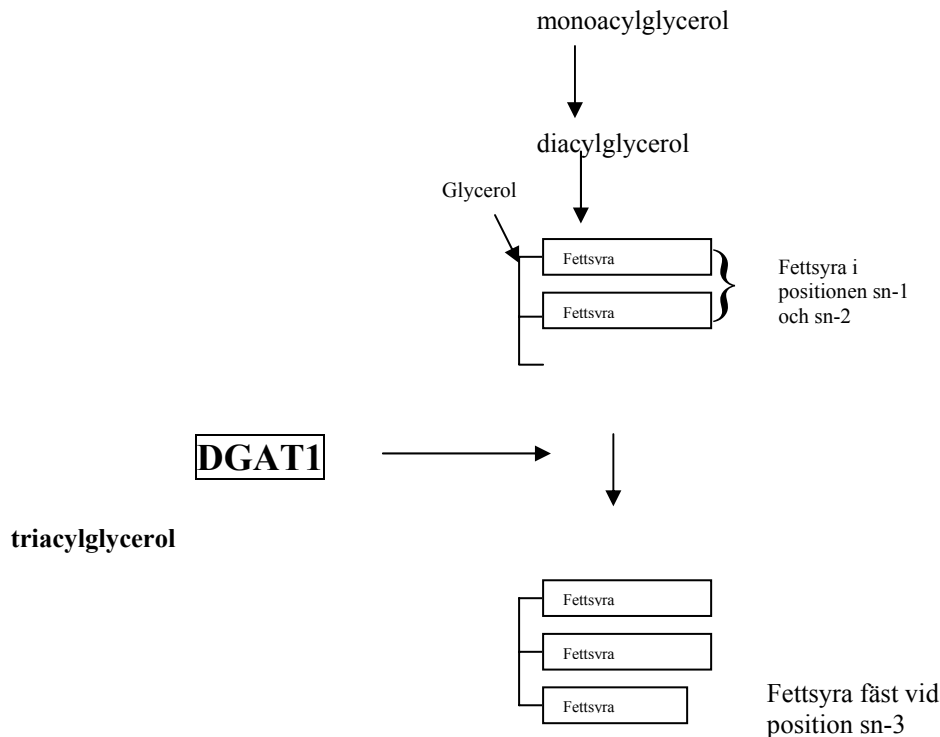 monoacylglycerol
diacylglycerol
Glycerol
Fettsyra
Fettsyra i
positionen sn-1
och sn-2
Fettsyra
DGAT1
triacylglycerol
Fettsyra
Fettsyra
Fettsyra
Fettsyra fäst vid
position sn-3